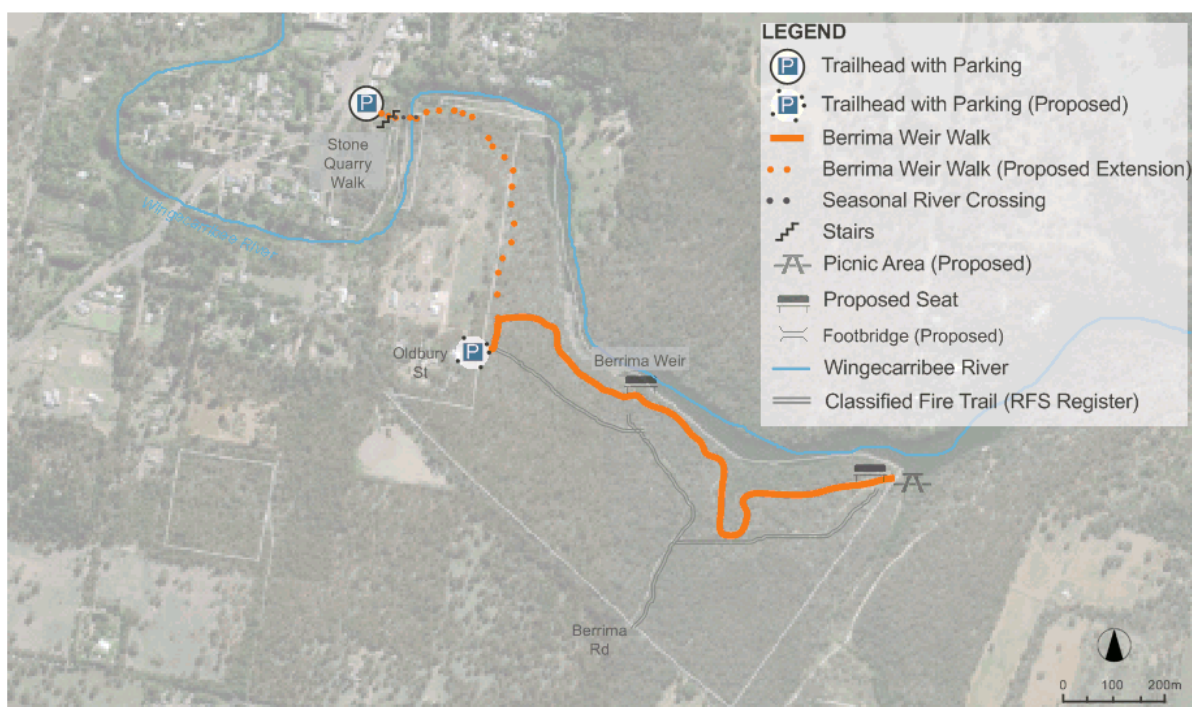 LEGEND
P Trailhead with Parking
P Trailhead with Parking (Proposed)
Berrima Weir Walk
Berrima Weir Walk (Proposed Extension)
Seasonal River Crossing
Stairs
Picnic Area (Proposed)
Proposed Seat
Footbridge (Proposed)
Wingecarribee River
Classified Fire Trail (RFS Register)
P
Stone
Quarry
Walk
Wingecarribee River
Oldbury
St
P
Berrima Weir
Berrima
Rd
0 100 200m